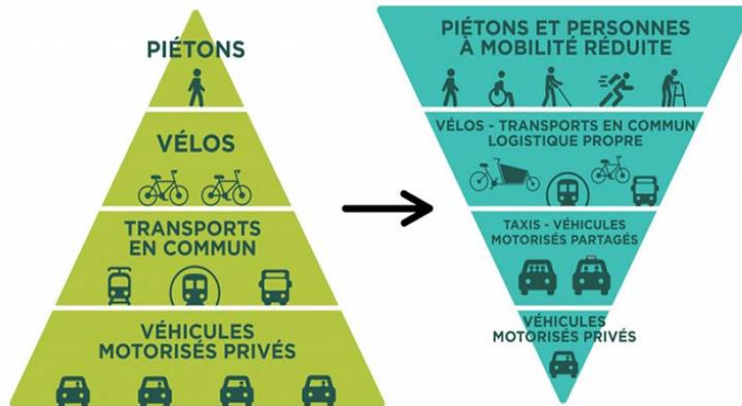 PIÉTONS
VÉLOS
TRANSPORTS
EN COMMUN
VÉHICULES
MOTORISÉS PRIVÉS
PIÉTONS ET PERSONNES
À MOBILITÉ RÉDUITE
VÉLOS - TRANSPORTS EN COMMUN
LOGISTIQUE PROPRE
TAXIS - VÉHICULES
MOTORISÉS PARTAGÉS
VÉHICULES
MOTORISÉS PRIVÉS